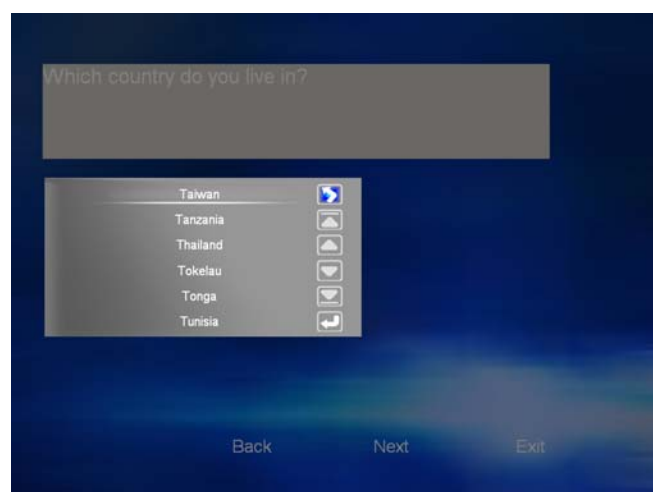 Which country do you live in?
Taiwan
Tanzania
Thailand
Tokelau
Tonga
Tunisia
Back Next Exit